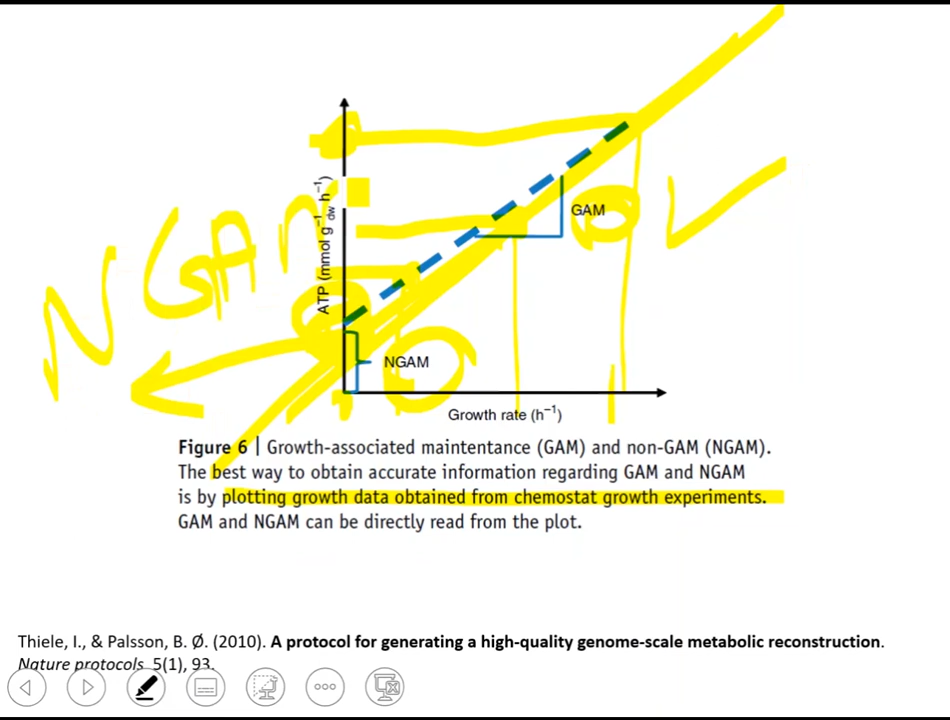 NGAM
ATP (mmol g⁻¹dw h⁻¹)
GAM
NGAM
Growth rate (h⁻¹)
Figure 6 | Growth-associated maintentance (GAM) and non-GAM (NGAM).
The best way to obtain accurate information regarding GAM and NGAM
is by plotting growth data obtained from chemostat growth experiments.
GAM and NGAM can be directly read from the plot.
Thiele, I., & Palsson, B. Ø. (2010). A protocol for generating a high-quality genome-scale metabolic reconstruction.
Nature protocols, 5(1), 93.